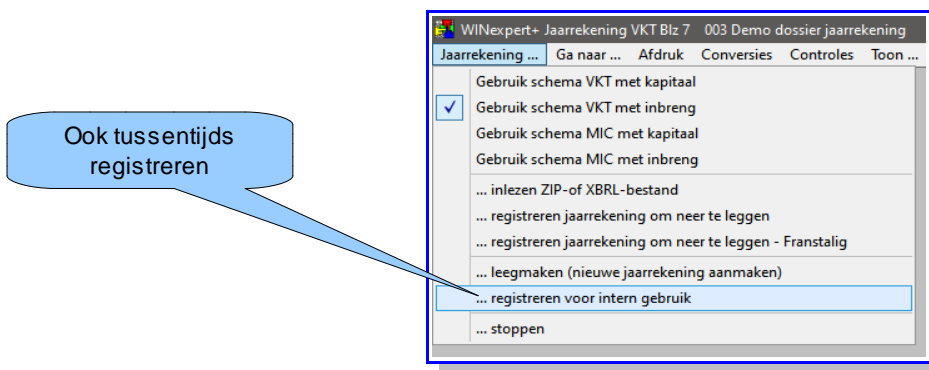 WINexpert+ Jaarrekening VKT Blz 7 003 Demo dossier jaarrekening
Jaarrekening ... Ga naar ... Afdruk Conversies Controles Toon ...
Gebruik schema VKT met kapitaal
Gebruik schema VKT met inbreng
Gebruik schema MIC met kapitaal
Gebruik schema MIC met inbreng
... inlezen ZIP-of XBRL-bestand
... registreren jaarrekening om neer te leggen
... registreren jaarrekening om neer te leggen - Franstalig
... leegmaken (nieuwe jaarrekening aanmaken)
... registreren voor intern gebruik
... stoppen
Ook tussentijds
registreren